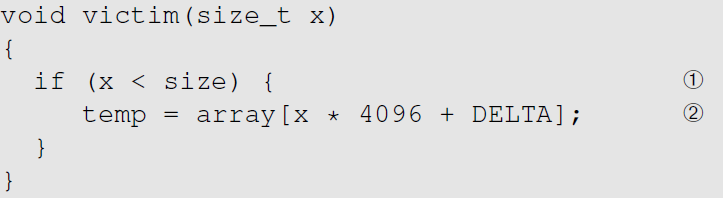 void victim(size_t x)
{
  if (x < size) { ①
     temp = array[x * 4096 + DELTA]; ②
  }
}